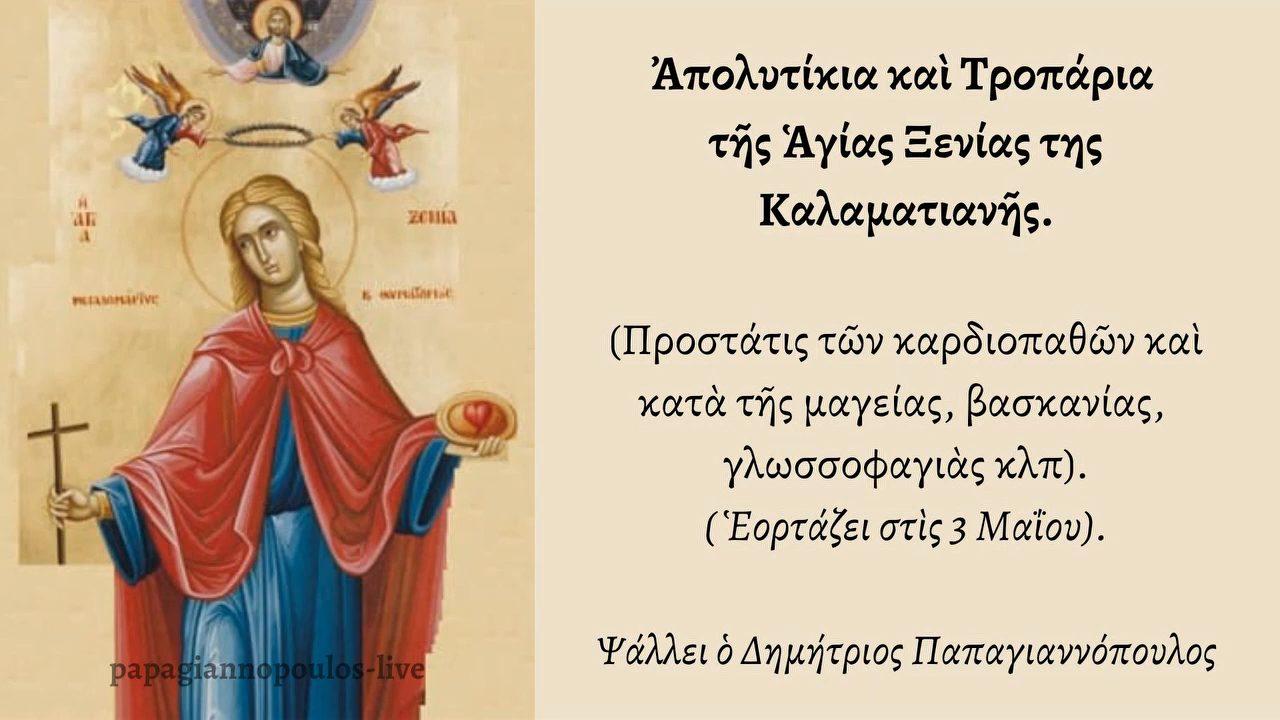 Ἀπολυτίκια καὶ Τροπάρια
τῆς Ἁγίας Ξενίας της
Καλαματιανῆς.
(Προστάτις τῶν καρδιοπαθῶν καὶ
κατὰ τῆς μαγείας, βασκανίας,
γλωσσοφαγιὰς κλπ).
(Ἑορτάζει στὶς 3 Μαΐου).
Ψάλλει ὁ Δημήτριος Παπαγιαννόπουλος
papagiannopoulos-live